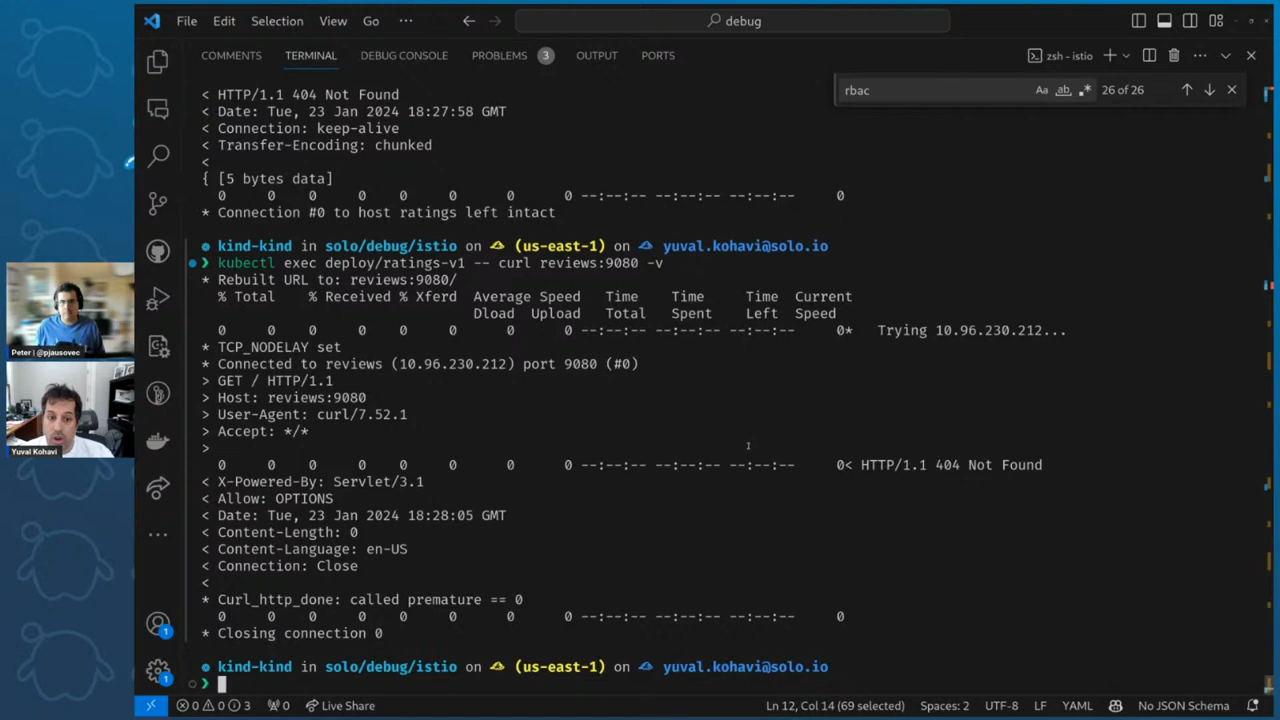 File Edit Selection View Go ··· debug
COMMENTS TERMINAL DEBUG CONSOLE PROBLEMS 3 OUTPUT PORTS zsh - istio
rbac Aa ab 26 of 26
< HTTP/1.1 404 Not Found
< Date: Tue, 23 Jan 2024 18:27:58 GMT
< Connection: keep-alive
< Transfer-Encoding: chunked
<
{ [5 bytes data]
0 0 0 0 0 0 0 --:--:-- --:--:-- --:--:-- 0
* Connection #0 to host ratings left intact
kind-kind in solo/debug/istio on (us-east-1) on yuval.kohavi@solo.io
❯ kubectl exec deploy/ratings-v1 -- curl reviews:9080 -v
* Rebuilt URL to: reviews:9080/
% Total % Received % Xferd Average Speed Time Time Time Current
Dload Upload Total Spent Left Speed
0 0 0 0 0 0 0 0 --:--:-- --:--:-- --:--:-- 0* Trying 10.96.230.212...
* TCP_NODELAY set
* Connected to reviews (10.96.230.212) port 9080 (#0)
> GET / HTTP/1.1
> Host: reviews:9080
> User-Agent: curl/7.52.1
> Accept: */*
>
0 0 0 0 0 0 0 0 --:--:-- --:--:-- --:--:-- 0< HTTP/1.1 404 Not Found
< X-Powered-By: Servlet/3.1
< Allow: OPTIONS
< Date: Tue, 23 Jan 2024 18:28:05 GMT
< Content-Length: 0
< Content-Language: en-US
< Connection: Close
<
* Curl_http_done: called premature == 0
0 0 0 0 0 0 0 --:--:-- --:--:-- --:--:-- 0
* Closing connection 0
kind-kind in solo/debug/istio on (us-east-1) on yuval.kohavi@solo.io
❯
Peter | @pjausovec
Yuval Kohavi
1
1
0 0 3 0 Live Share Ln 12, Col 14 (69 selected) Spaces: 2 UTF-8 LF YAML No JSON Schema